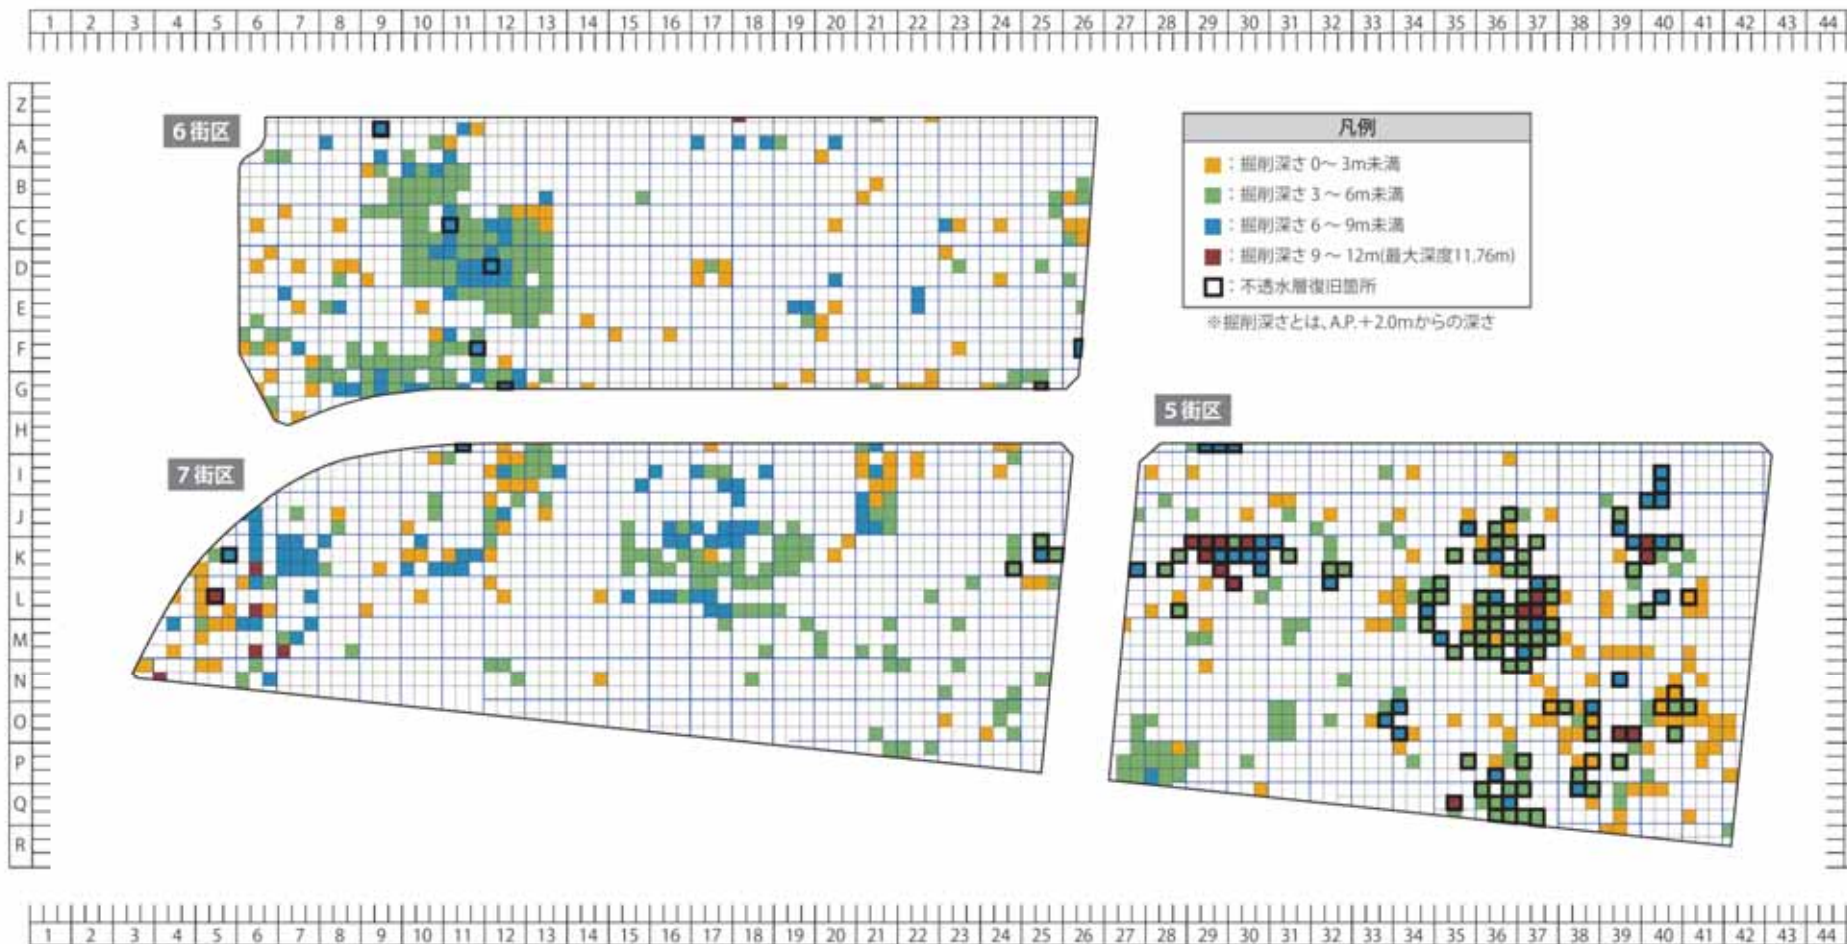 1 2 3 4 5 6 7 8 9 10 11 12 13 14 15 16 17 18 19 20 21 22 23 24 25 26 27 28 29 30 31 32 33 34 35 36 37 38 39 40 41 42 43 44
Z
A
B
C
D
E
F
G
H
I
J
K
L
M
N
O
P
Q
R
6街区
凡例
:掘削深さ 0〜3m未満
:掘削深さ 3〜6m未満
:掘削深さ 6〜9m未満
:掘削深さ 9〜12m(最大深度11.76m)
:不透水層復旧箇所
※掘削深さとは、A.P.+2.0mからの深さ
5街区
7街区
Z
A
B
C
D
E
F
G
H
I
J
K
L
M
N
O
P
Q
R
1 2 3 4 5 6 7 8 9 10 11 12 13 14 15 16 17 18 19 20 21 22 23 24 25 26 27 28 29 30 31 32 33 34 35 36 37 38 39 40 41 42 43 44